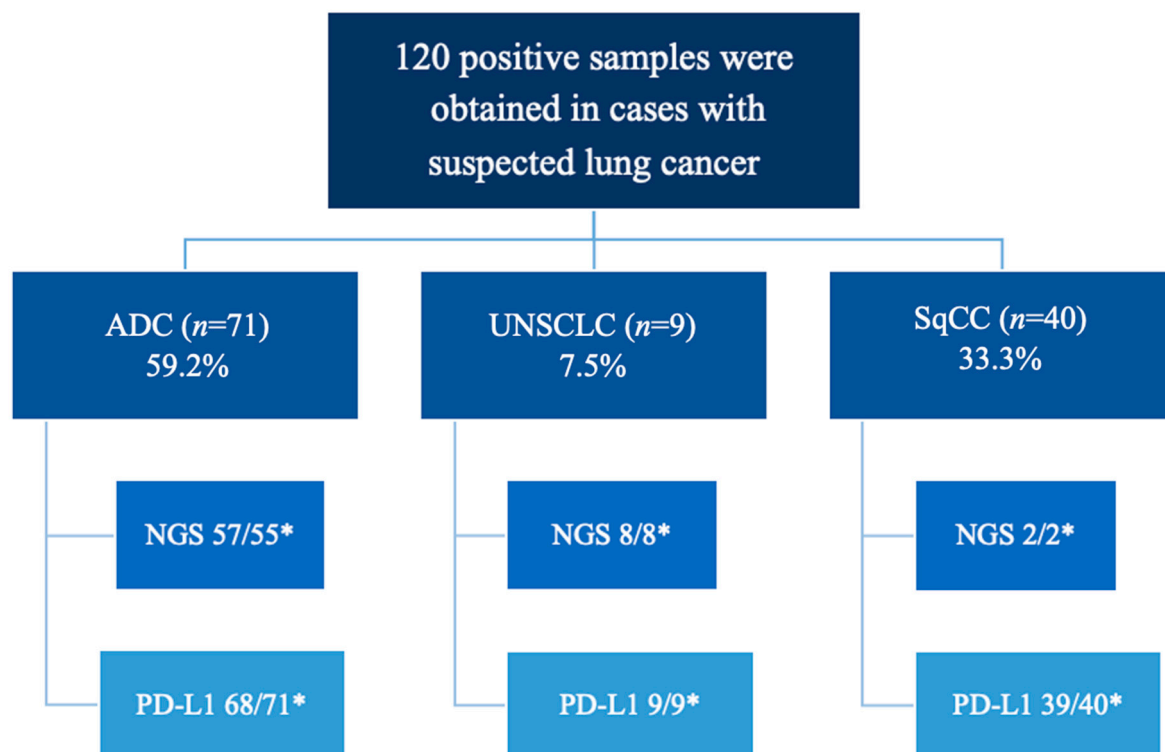 120 positive samples were
obtained in cases with
suspected lung cancer
ADC (n=71)
59.2%
UNSCLC (n=9)
7.5%
SqCC (n=40)
33.3%
NGS 57/55*
NGS 8/8*
NGS 2/2*
PD-L1 68/71*
PD-L1 9/9*
PD-L1 39/40*